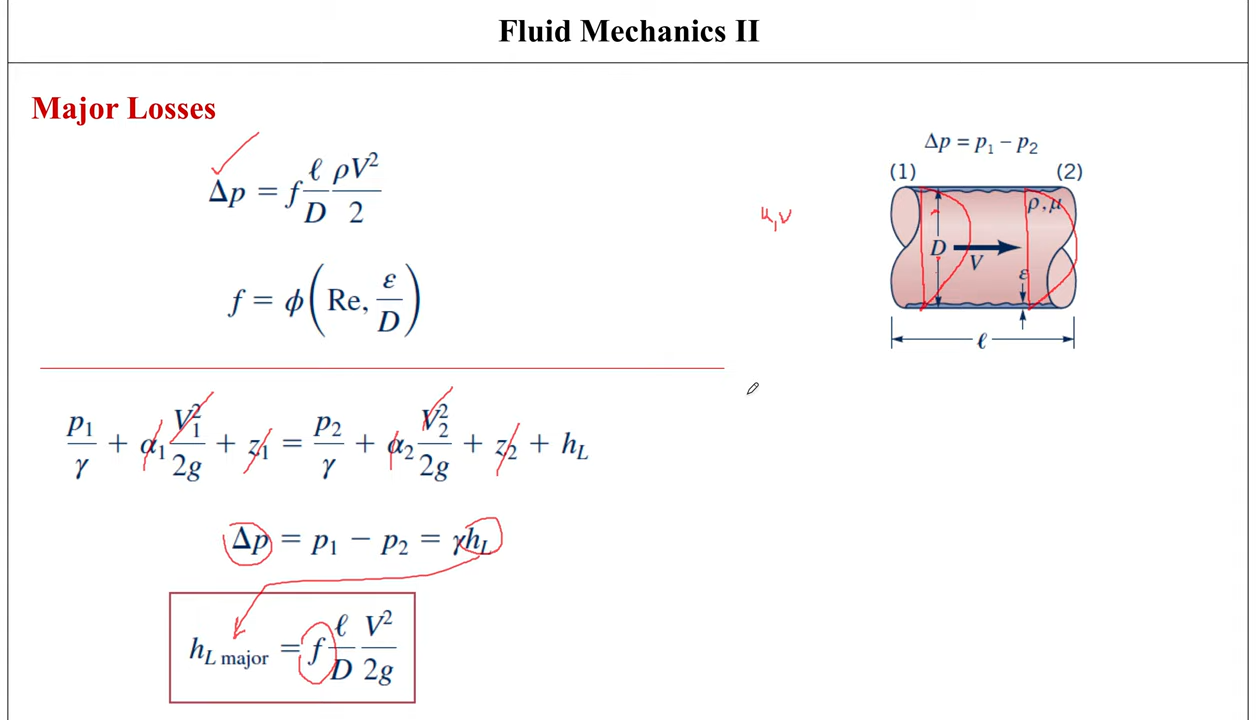 Fluid Mechanics II
Major Losses
Δp = f ℓ/D ρV²/2
f = ϕ(Re, ε/D)
p₁/γ + α₁ V₁²/2g + z₁ = p₂/γ + α₂ V₂²/2g + z₂ + h_L
Δp = p₁ − p₂ = γh_L
h_L major = f ℓ/D V²/2g
Δp = p₁ − p₂
(1) (2)
ρ, μ
D
V
ε
ℓ